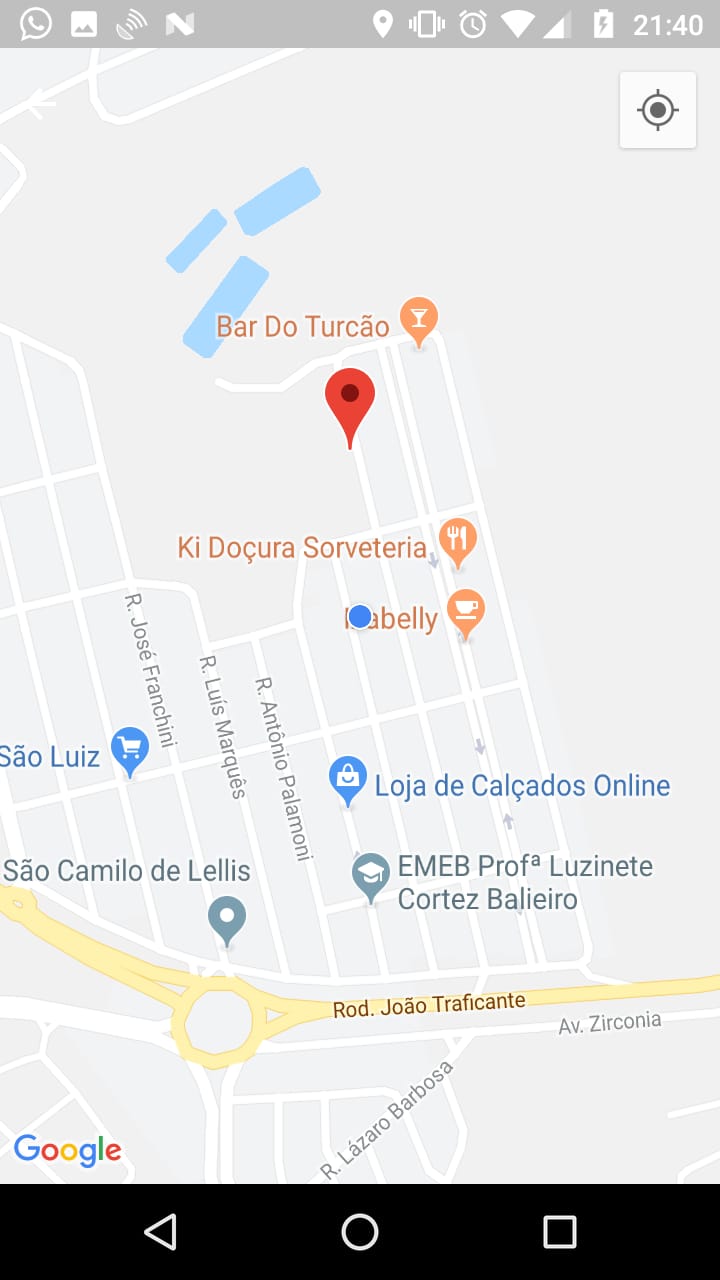 21:40
Bar Do Turcão
Ki Doçura Sorveteria
R. José Franchini
R. Luís Marquês
R. Antônio Palamoni
São Luiz
Loja de Calçados Online
São Camilo de Lellis
EMEB Profª Luzinete
Cortez Balieiro
Rod. João Traficante
Av. Zirconia
R. Lázaro Barbosa
Google